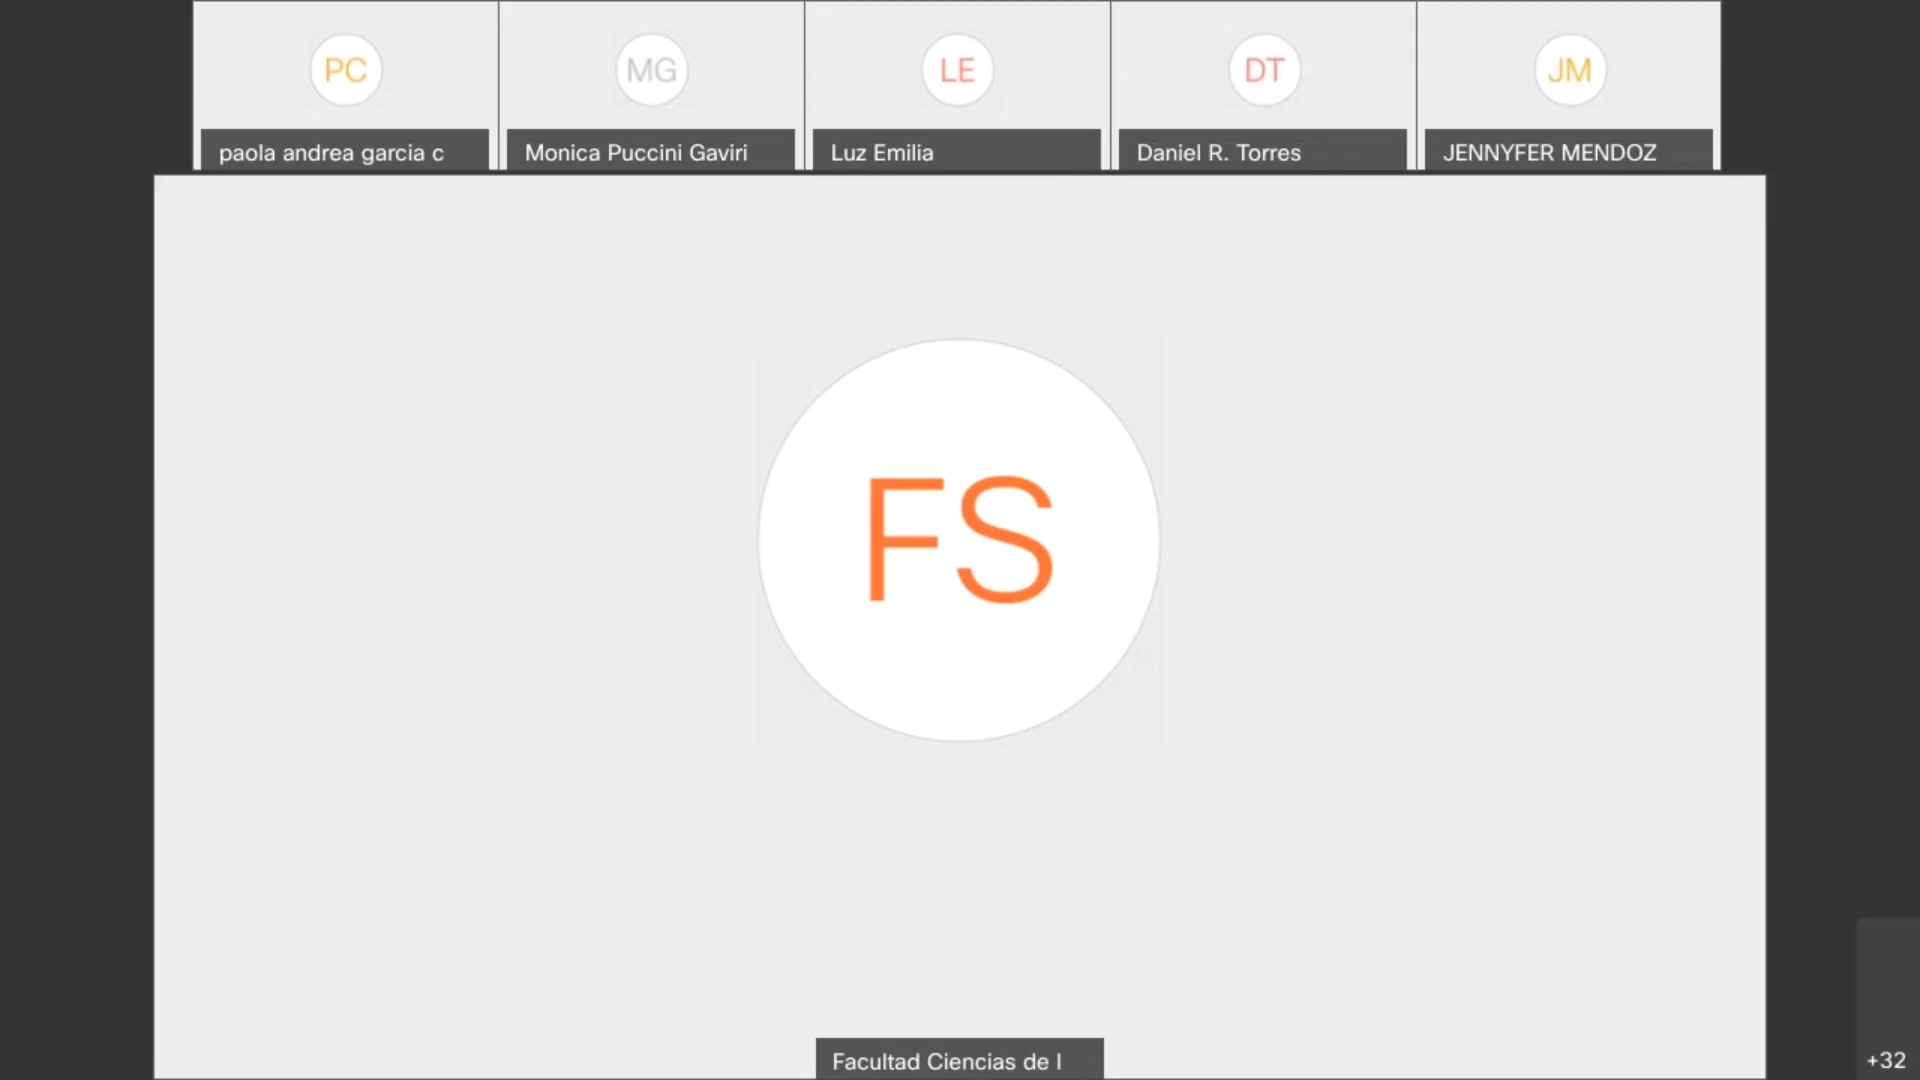 PC
MG
LE
DT
JM
paola andrea garcia c
Monica Puccini Gaviri
Luz Emilia
Daniel R. Torres
JENNYFER MENDOZ
FS
Facultad Ciencias de l
+32